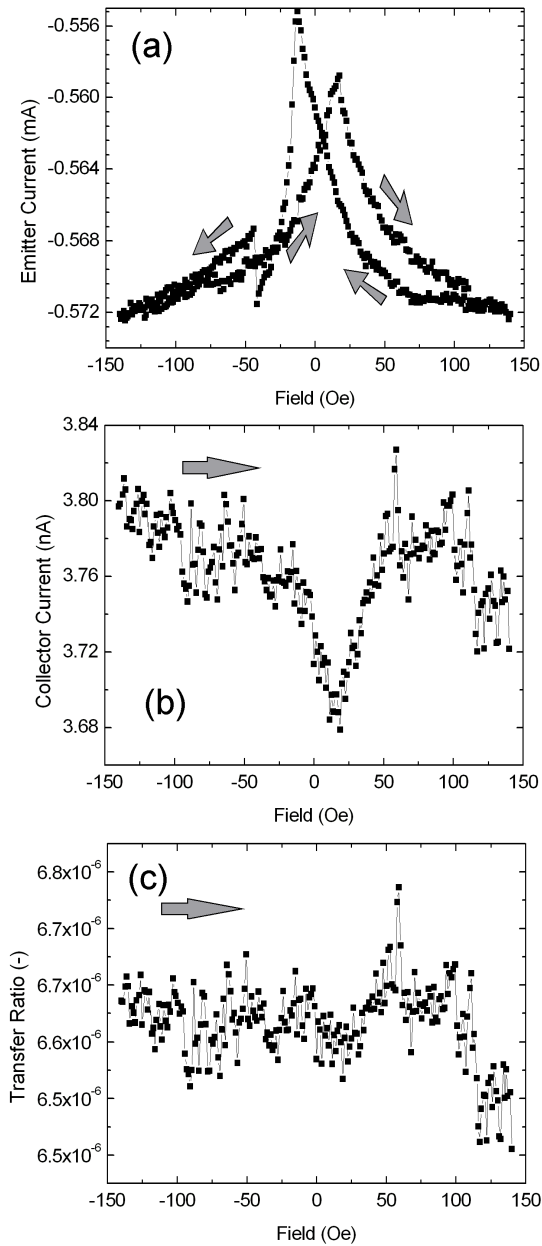 (a)
-0.556
-0.560
-0.564
-0.568
-0.572
Emitter Current (mA)
-150 -100 -50 0 50 100 150
Field (Oe)
3.84
3.80
3.76
3.72
3.68
Collector Current (nA)
(b)
-150 -100 -50 0 50 100 150
Field (Oe)
(c)
6.8x10⁻⁶
6.7x10⁻⁶
6.7x10⁻⁶
6.6x10⁻⁶
6.5x10⁻⁶
6.5x10⁻⁶
Transfer Ratio (-)
-150 -100 -50 0 50 100 150
Field (Oe)